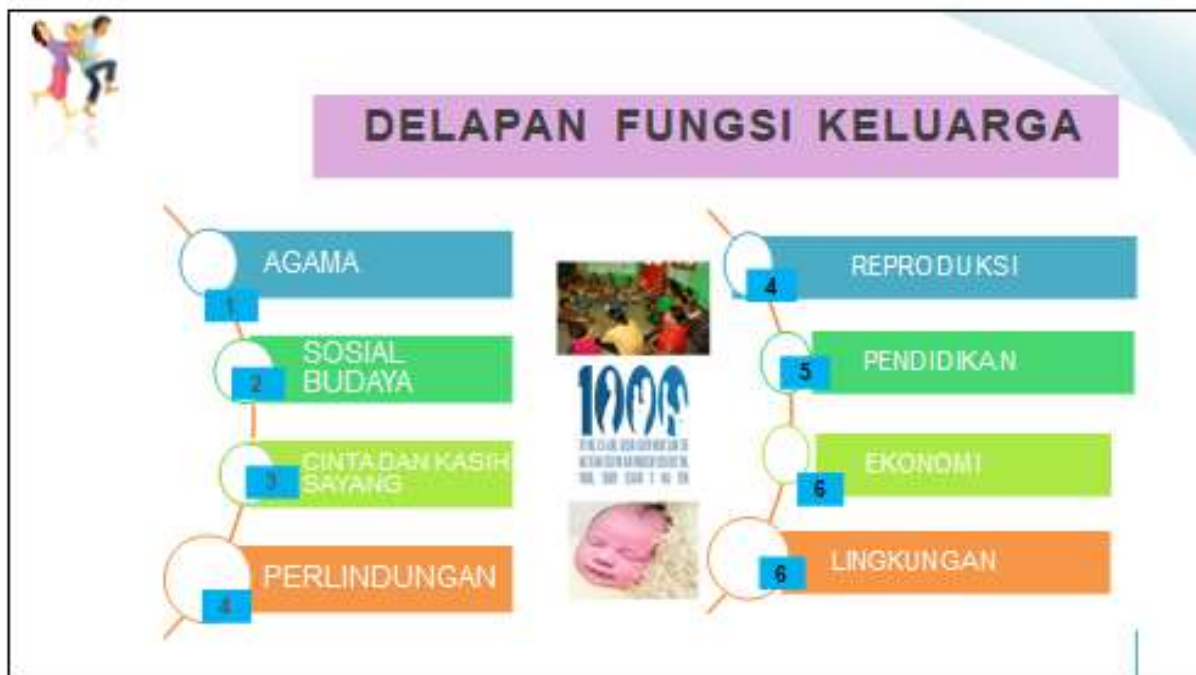 DELAPAN FUNGSI KELUARGA
AGAMA
1
SOSIAL
BUDAYA
2
CINTA DAN KASIH
SAYANG
3
PERLINDUNGAN
4
1000
REPRODUKSI
4
PENDIDIKAN
5
EKONOMI
6
LINGKUNGAN
6